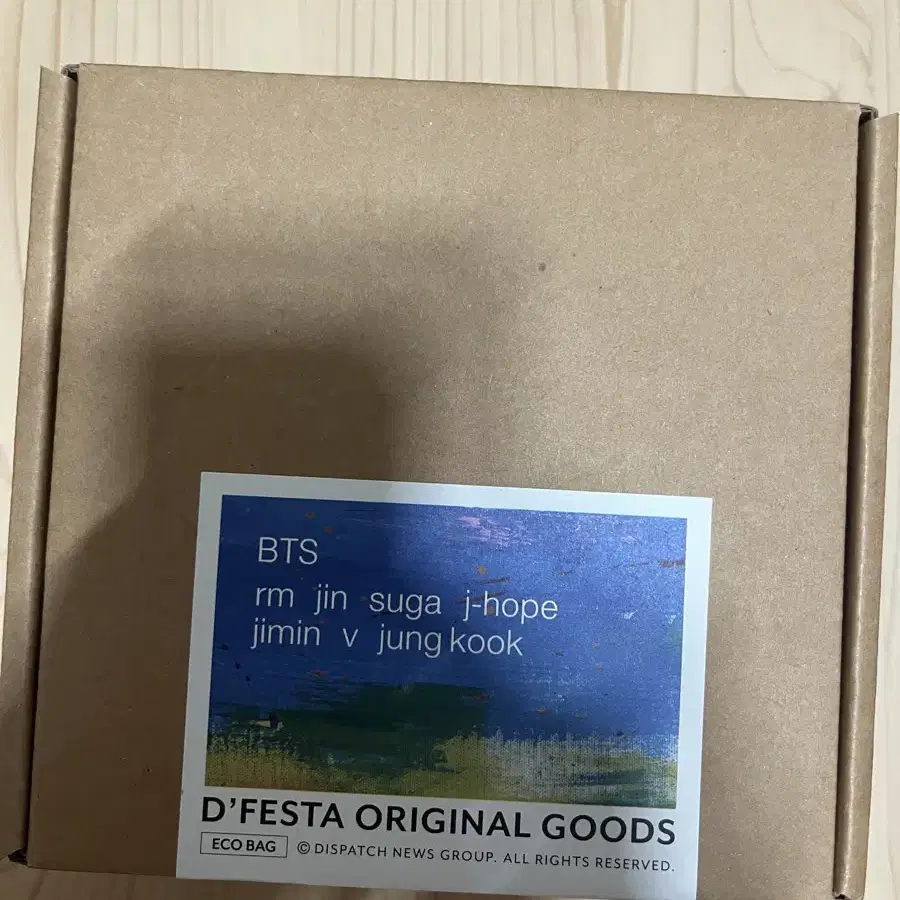 BTS
rm jin suga j-hope
jimin v jung kook
D'FESTA ORIGINAL GOODS
ECO BAG © DISPATCH NEWS GROUP. ALL RIGHTS RESERVED.